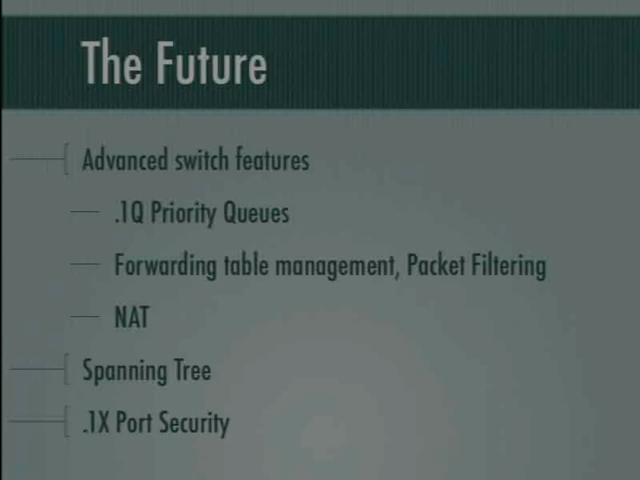 The Future
Advanced switch features
.1Q Priority Queues
Forwarding table management, Packet Filtering
NAT
Spanning Tree
.1X Port Security